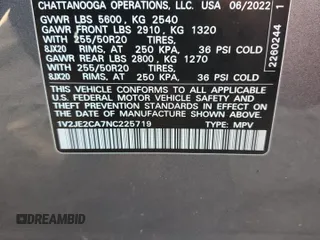 CHATTANOOGA OPERATIONS, LLC, USA 06/2022
GVWR LBS 5600 , KG 2540
GAWR FRONT LBS 2910 , KG 1320
WITH 255/50R20 TIRES,
8JX20 RIMS, AT 250 KPA, 36 PSI COLD
GAWR REAR LBS 2800 , KG 1270
WITH 255/50R20 TIRES,
8JX20 RIMS, AT 250 KPA, 36 PSI COLD
THIS VEHICLE CONFORMS TO ALL APPLICABLE
U.S. FEDERAL MOTOR VEHICLE SAFETY AND
THEFT PREVENTION STANDARDS IN EFFECT ON
THE DATE OF MANUFACTURE SHOWN ABOVE.
1V2JE2CA7NC225719 TYPE: MPV
2260244
DREAMBID